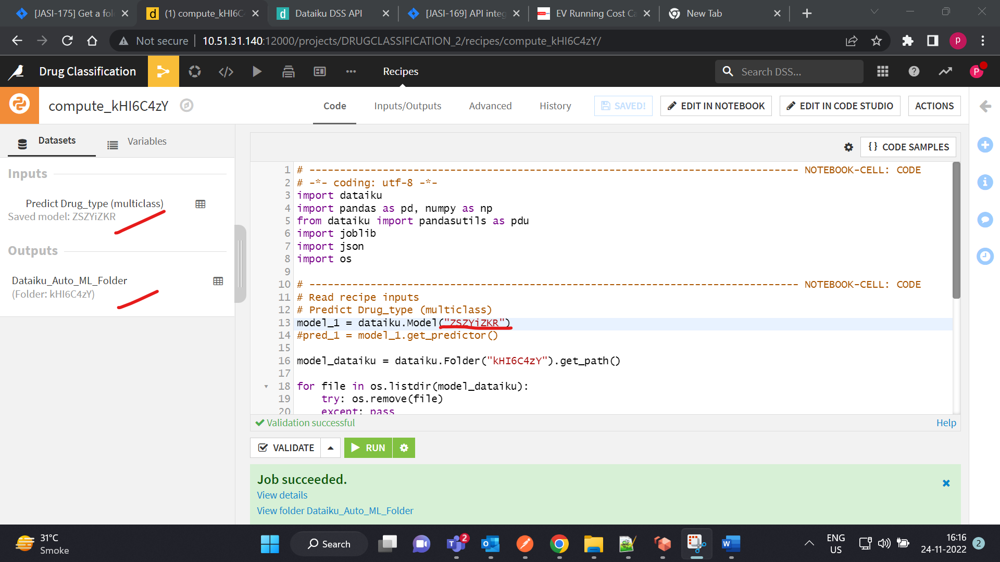 [JASI-175] Get a fol
(1) compute_kHI6C
Dataiku DSS API
[JASI-169] API integ
EV Running Cost Ca
New Tab
Not secure
10.51.31.140:12000/projects/DRUGCLASSIFICATION_2/recipes/compute_kHI6C4zY/
p
Drug Classification
Recipes
Search DSS...
P
compute_kHI6C4zY
Code
Inputs/Outputs
Advanced
History
SAVED!
EDIT IN NOTEBOOK
EDIT IN CODE STUDIO
ACTIONS
Datasets
Variables
{} CODE SAMPLES
Inputs
Predict Drug_type (multiclass)
Saved model: ZSZYiZKR
Outputs
Dataiku_Auto_ML_Folder
(Folder: kHI6C4zY)
1 # -------------------------------------------------------------------------------- NOTEBOOK-CELL: CODE
2 # -*- coding: utf-8 -*-
3 import dataiku
4 import pandas as pd, numpy as np
5 from dataiku import pandasutils as pdu
6 import joblib
7 import json
8 import os
9
10 # -------------------------------------------------------------------------------- NOTEBOOK-CELL: CODE
11 # Read recipe inputs
12 # Predict Drug_type (multiclass)
13 model_1 = dataiku.Model("ZSZYiZKR")
14 #pred_1 = model_1.get_predictor()
15
16 model_dataiku = dataiku.Folder("kHI6C4zY").get_path()
17
18 for file in os.listdir(model_dataiku):
19 try: os.remove(file)
20 except: pass
Validation successful
Help
VALIDATE
RUN
Job succeeded.
View details
View folder Dataiku_Auto_ML_Folder
31°C
Smoke
Search
2
ENG
US
16:16
24-11-2022
2